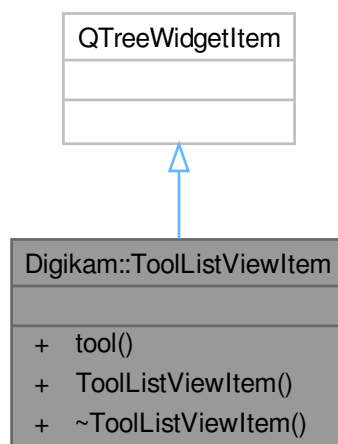 QTreeWidgetItem
Digikam::ToolListViewItem
+ tool()
+ ToolListViewItem()
+ ~ToolListViewItem()